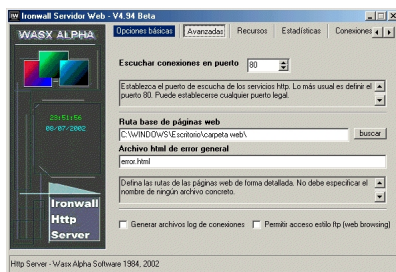 Ironwall Servidor Web - V4.94 Beta
WASX ALPHA
Opciones básicas
Avanzadas
Recursos
Estadísticas
Conexiones
Escuchar conexiones en puerto
80
Establezca el puerto de escucha de los servicios http. Lo más usual es definir el
puerto 80. Puede establecerse cualquier puerto legal.
23:51:56
08/07/2002
Ruta base de páginas web
C:\WINDOWS\Escritorio\carpeta web\
buscar
Archivo html de error general
error.html
Defina las rutas de las páginas web de forma detallada. No debe especificar el
nombre de ningún archivo concreto.
Ironwall
Http
Server
Generar archivos log de conexiones
Permitir acceso estilo ftp (web browsing)
Http Server - Wasx Alpha Software 1984, 2002